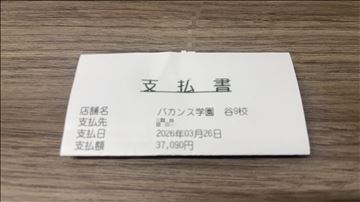 支払書
店舗名 バカンス学園 谷9校
支払先
支払日 2026年03月26日
支払額 37,090円